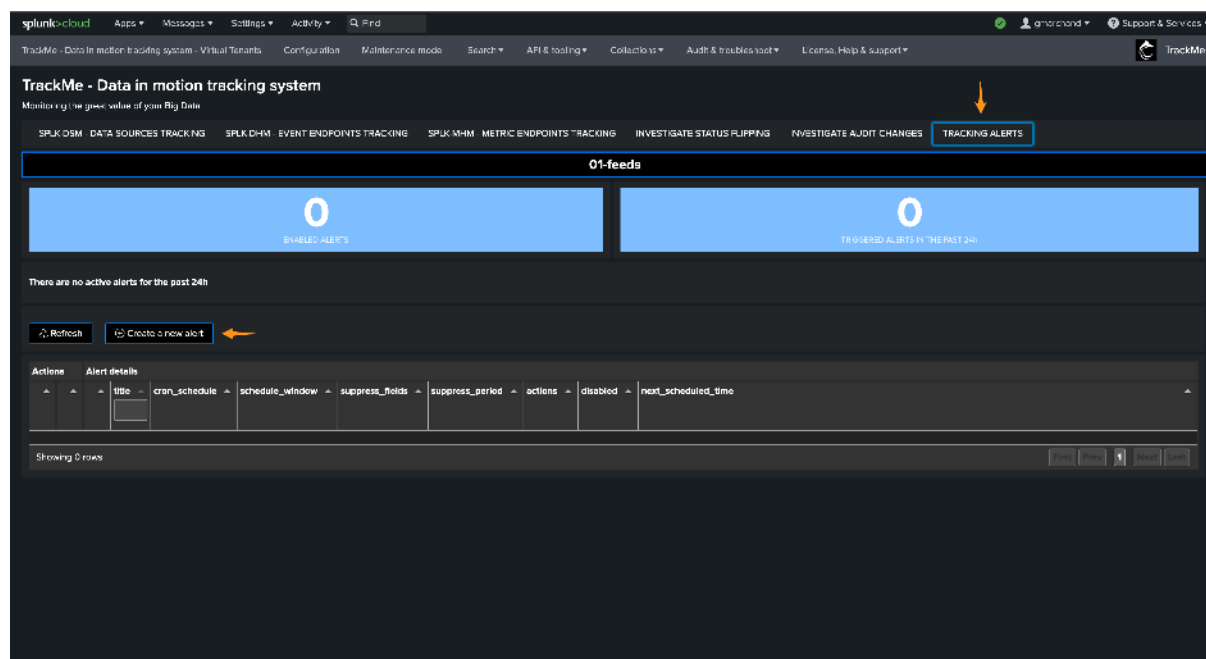 splunk>cloud Apps ▾ Messages ▾ Settings ▾ Activity ▾ Find gmarchand ▾ Support & Services ▾
TrackMe - Data in motion tracking system - Virtual Tenants Configuration Maintenance mode Search ▾ API & tooling ▾ Collections ▾ Audit & troubleshoot ▾ License, Help & support ▾ TrackMe
TrackMe - Data in motion tracking system
Monitoring the great value of your Big Data
SPLK-DSM - DATA SOURCES TRACKING SPLK-DHM - EVENT ENDPOINTS TRACKING SPLK-MHM - METRIC ENDPOINTS TRACKING INVESTIGATE STATUS FLIPPING INVESTIGATE AUDIT CHANGES TRACKING ALERTS
01-feeds
0 0
ENABLED ALERTS TRIGGERED ALERTS IN THE PAST 24h
There are no active alerts for the past 24h
Refresh Create a new alert
Actions Alert details
title cron_schedule schedule_window suppress_fields suppress_period actions disabled next_scheduled_time
Showing 0 rows First Prev 1 Next Last